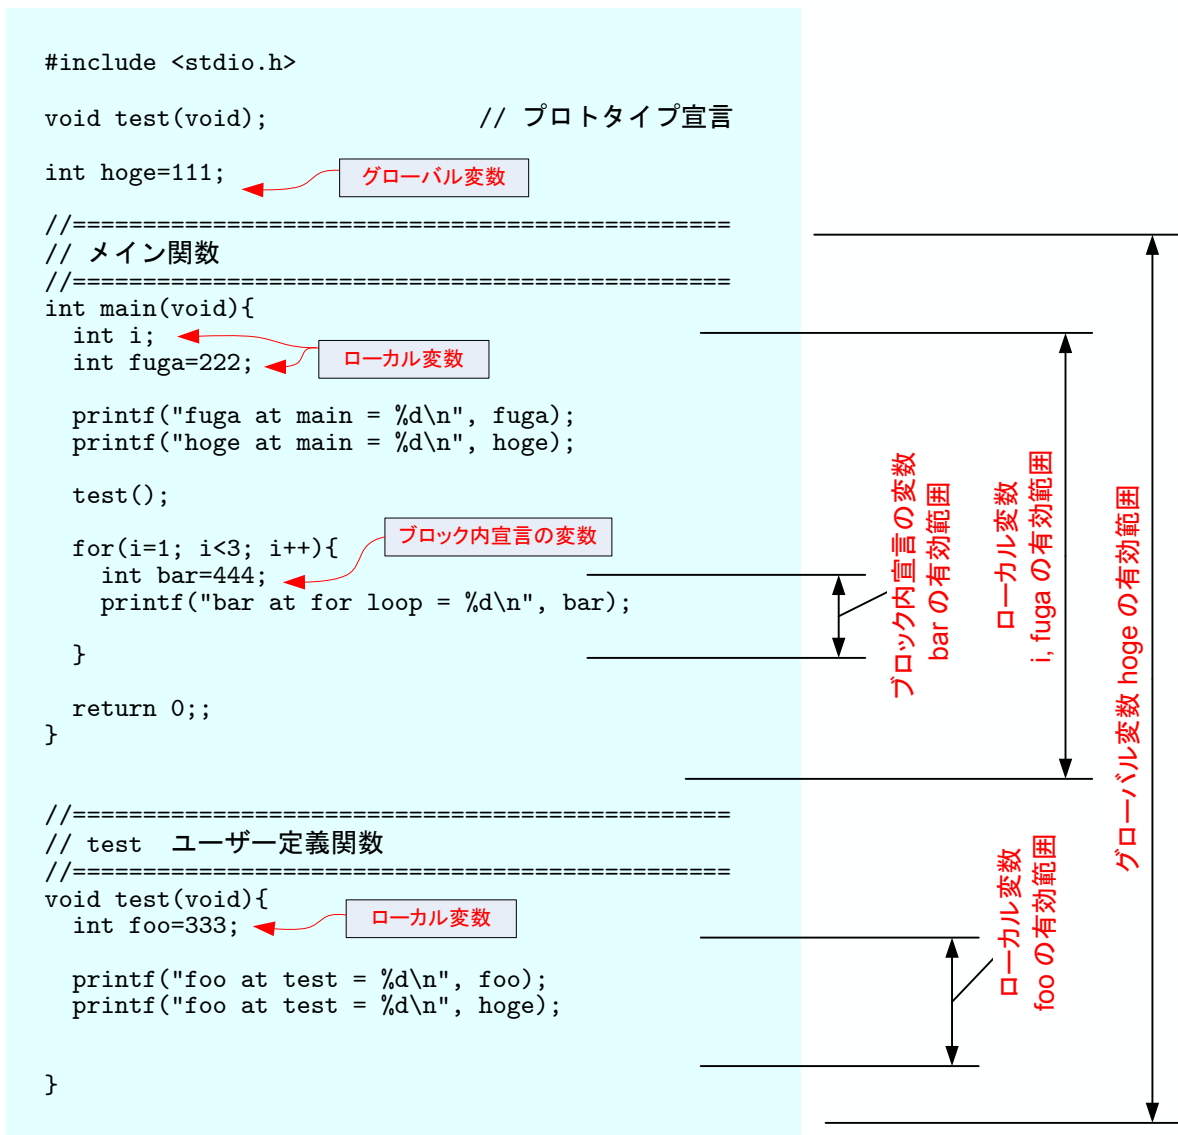 #include <stdio.h>
void test(void); // プロトタイプ宣言
int hoge=111;
グローバル変数
//===============================================
// メイン関数
//===============================================
int main(void){
int i;
int fuga=222;
ローカル変数
printf("fuga at main = %d\n", fuga);
printf("hoge at main = %d\n", hoge);
test();
for(i=1; i<3; i++){
ブロック内宣言の変数
int bar=444;
printf("bar at for loop = %d\n", bar);
}
return 0;;
}
//===============================================
// test ユーザー定義関数
//===============================================
void test(void){
int foo=333;
ローカル変数
printf("foo at test = %d\n", foo);
printf("foo at test = %d\n", hoge);
}
ブロック内宣言の変数
bar の有効範囲
ローカル変数
i, fuga の有効範囲
グローバル変数 hoge の有効範囲
ローカル変数
foo の有効範囲